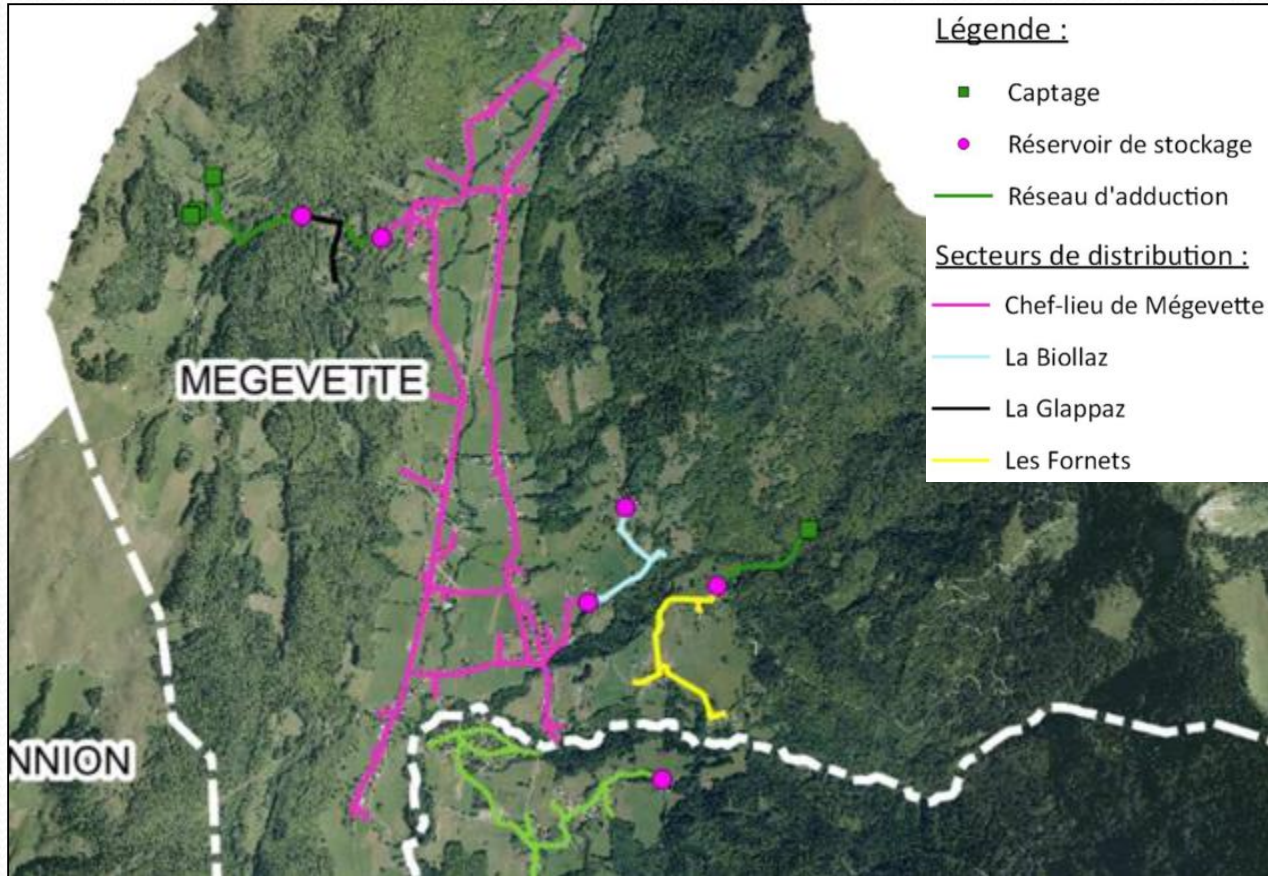 Légende :
Captage
Réservoir de stockage
Réseau d'adduction
Secteurs de distribution :
Chef-lieu de Mégevette
La Biollaz
La Glappaz
Les Fornets
MEGEVETTE
NNION